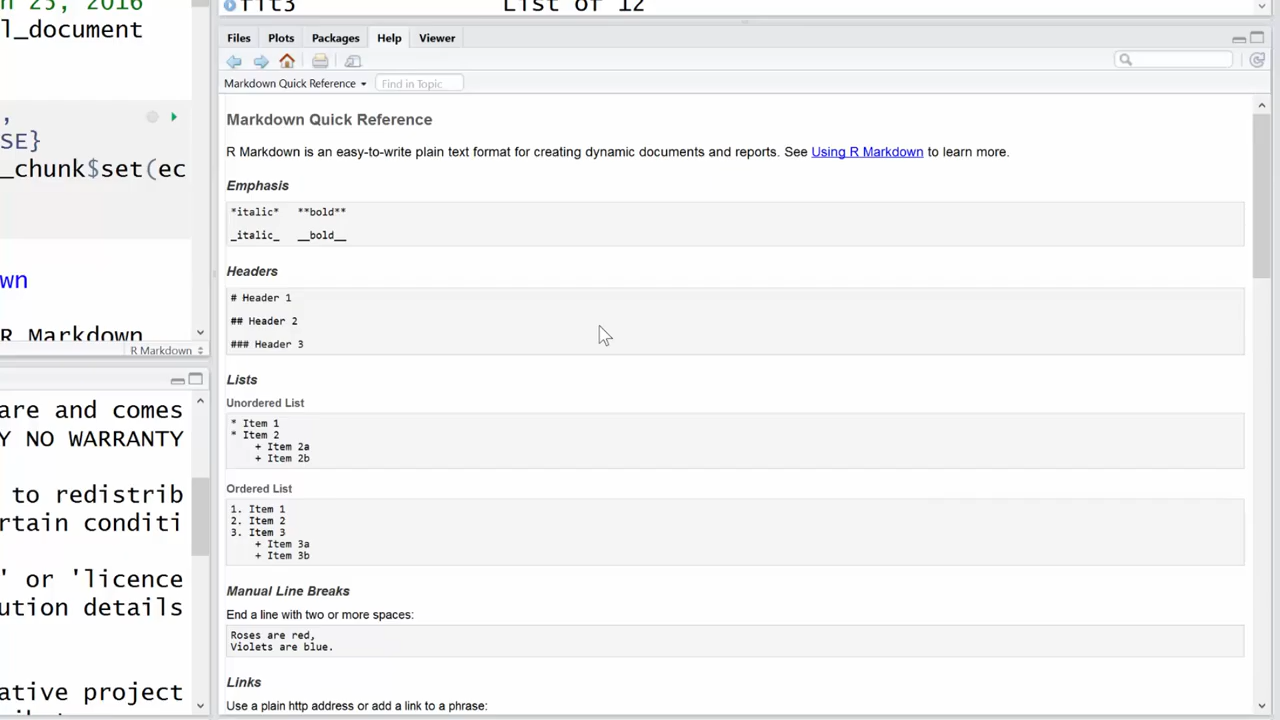 n 25, 2016
l_document
,
SE}
_chunk$set(ec
wn
R Markdown
R Markdown
are and comes
Y NO WARRANTY
to redistrib
rtain conditi
' or 'licence
ution details
ative project
fit3 List of 12
Files Plots Packages Help Viewer
Markdown Quick Reference Find in Topic
Markdown Quick Reference
R Markdown is an easy-to-write plain text format for creating dynamic documents and reports. See Using R Markdown to learn more.
Emphasis
*italic* **bold**
_italic_ __bold__
Headers
# Header 1
## Header 2
### Header 3
Lists
Unordered List
* Item 1
* Item 2
+ Item 2a
+ Item 2b
Ordered List
1. Item 1
2. Item 2
3. Item 3
+ Item 3a
+ Item 3b
Manual Line Breaks
End a line with two or more spaces:
Roses are red,
Violets are blue.
Links
Use a plain http address or add a link to a phrase: